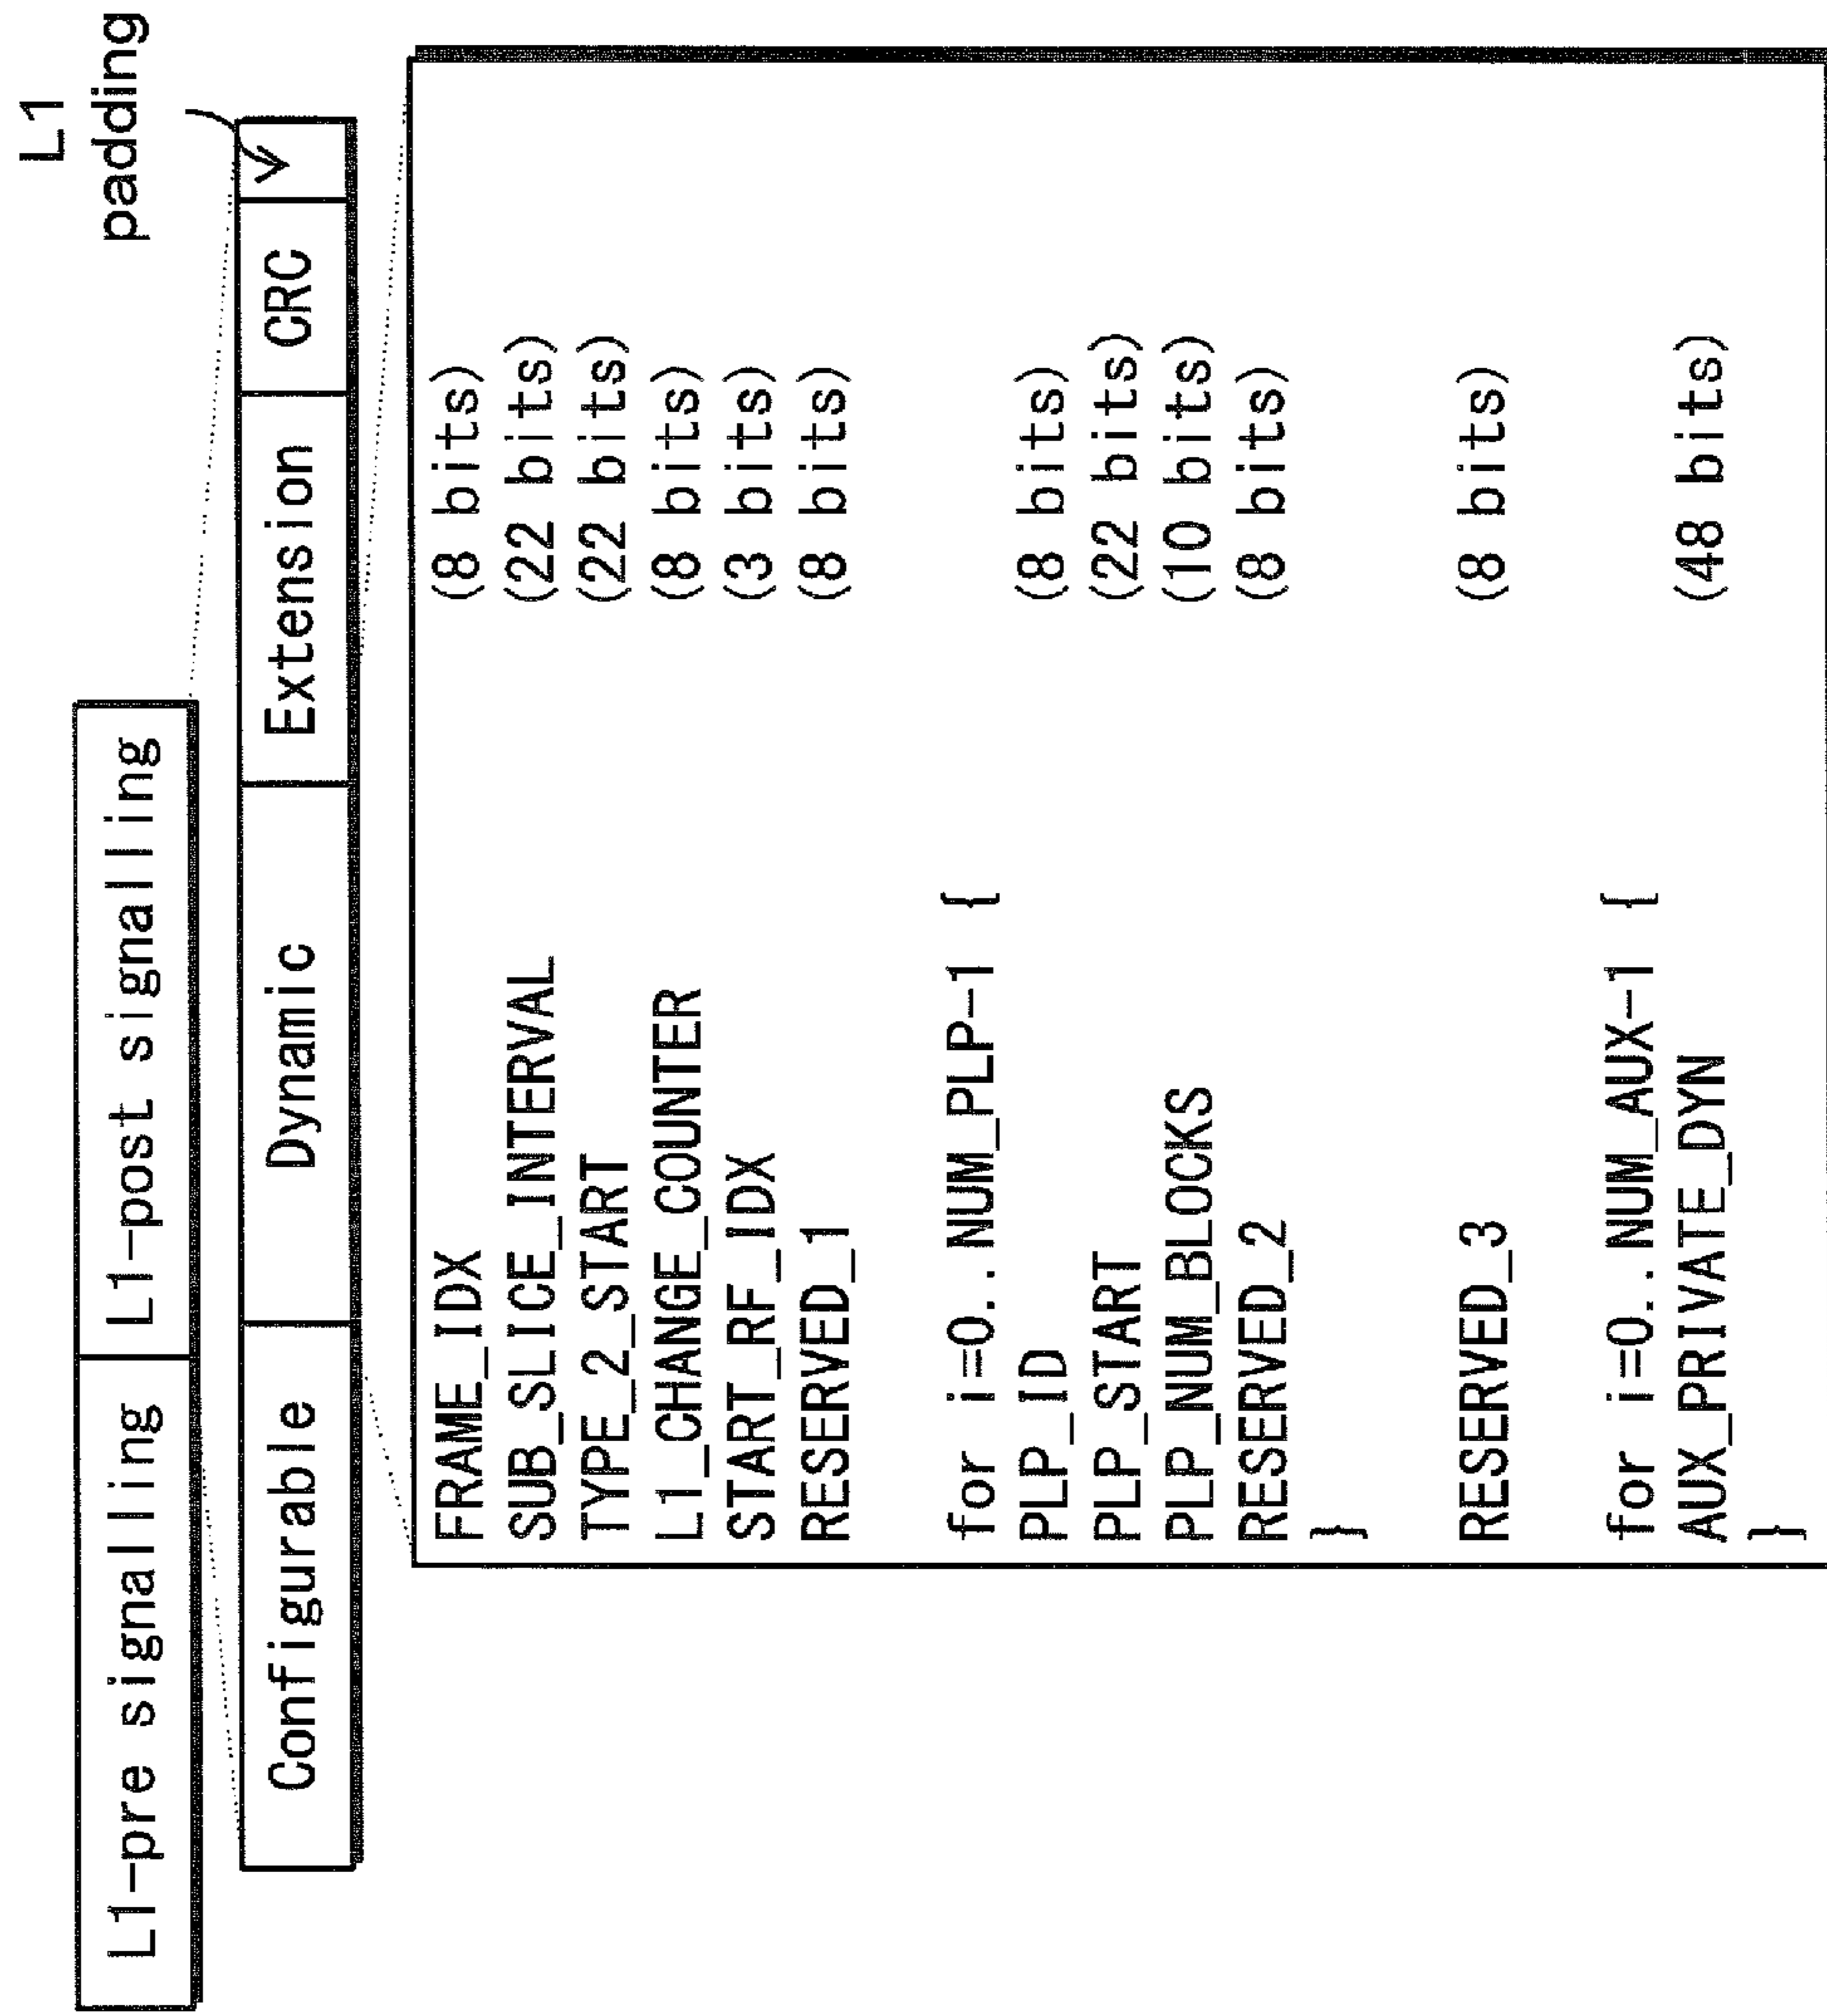 L1-pre signalling L1-post signalling
L1
padding
Configurable Dynamic Extension CRC
FRAME_IDX (8 bits)
SUB_SLICE_INTERVAL (22 bits)
TYPE_2_START (22 bits)
L1_CHANGE_COUNTER (8 bits)
START_RF_IDX (3 bits)
RESERVED_1 (8 bits)
for i=0..NUM_PLP-1 {
PLP_ID (8 bits)
PLP_START (22 bits)
PLP_NUM_BLOCKS (10 bits)
RESERVED_2 (8 bits)
}
RESERVED_3 (8 bits)
for i=0..NUM_AUX-1 {
AUX_PRIVATE_DYN (48 bits)
}